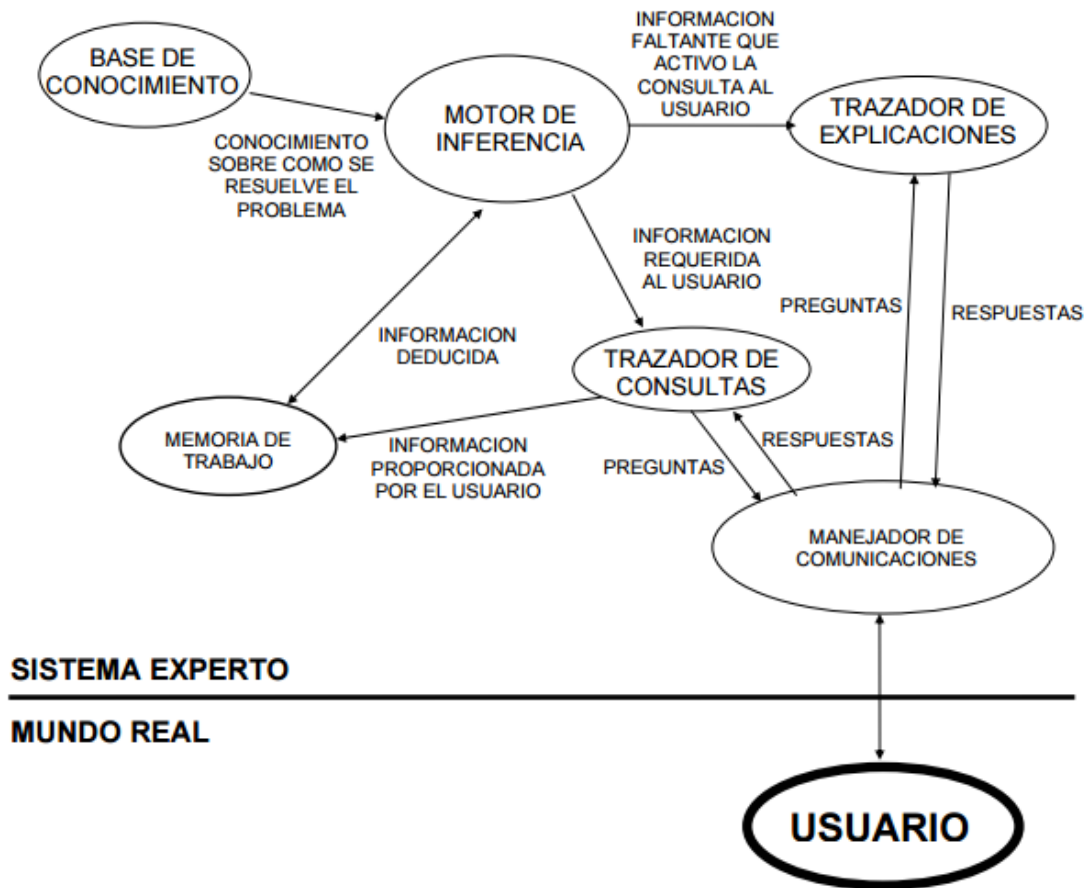 BASE DE
CONOCIMIENTO
MOTOR DE
INFERENCIA
INFORMACION
FALTANTE QUE
ACTIVO LA
CONSULTA AL
USUARIO
TRAZADOR DE
EXPLICACIONES
CONOCIMIENTO
SOBRE COMO SE
RESUELVE EL
PROBLEMA
INFORMACION
REQUERIDA
AL USUARIO
PREGUNTAS
RESPUESTAS
INFORMACION
DEDUCIDA
TRAZADOR DE
CONSULTAS
MEMORIA DE
TRABAJO
INFORMACION
PROPORCIONADA
POR EL USUARIO
PREGUNTAS
RESPUESTAS
MANEJADOR DE
COMUNICACIONES
SISTEMA EXPERTO
MUNDO REAL
USUARIO